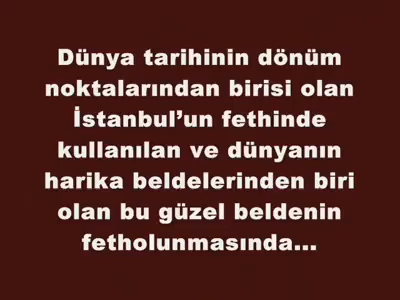 Dünya tarihinin dönüm
noktalarından birisi olan
İstanbul’un fethinde
kullanılan ve dünyanın
harika beldelerinden biri
olan bu güzel beldenin
fetholunmasında...